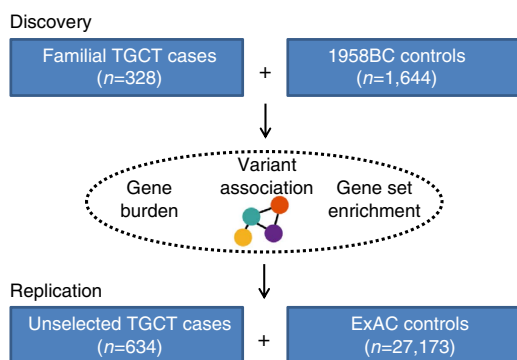 Discovery
Familial TGCT cases
(n=328)
+
1958BC controls
(n=1,644)
Variant
association
Gene
burden
Gene set
enrichment
Replication
Unselected TGCT cases
(n=634)
+
ExAC controls
(n=27,173)